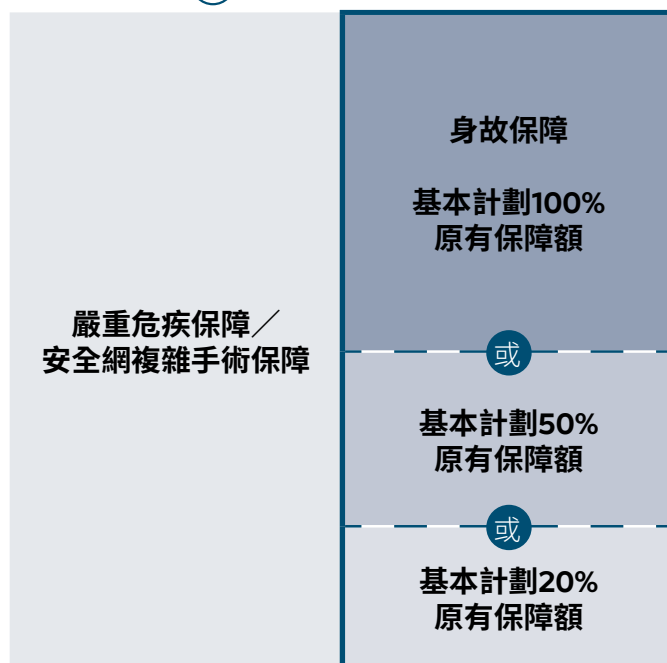 嚴重危疾保障／
安全網複雜手術保障
身故保障
基本計劃100%
原有保障額
或
基本計劃50%
原有保障額
或
基本計劃20%
原有保障額